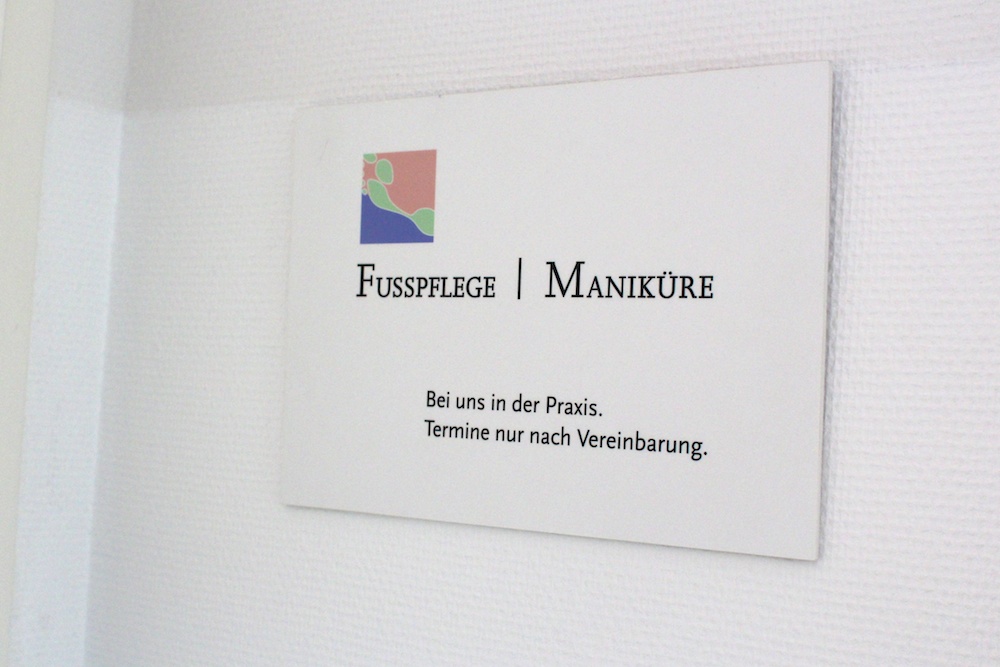 FUSSPFLEGE | MANIKÜRE
Bei uns in der Praxis.
Termine nur nach Vereinbarung.